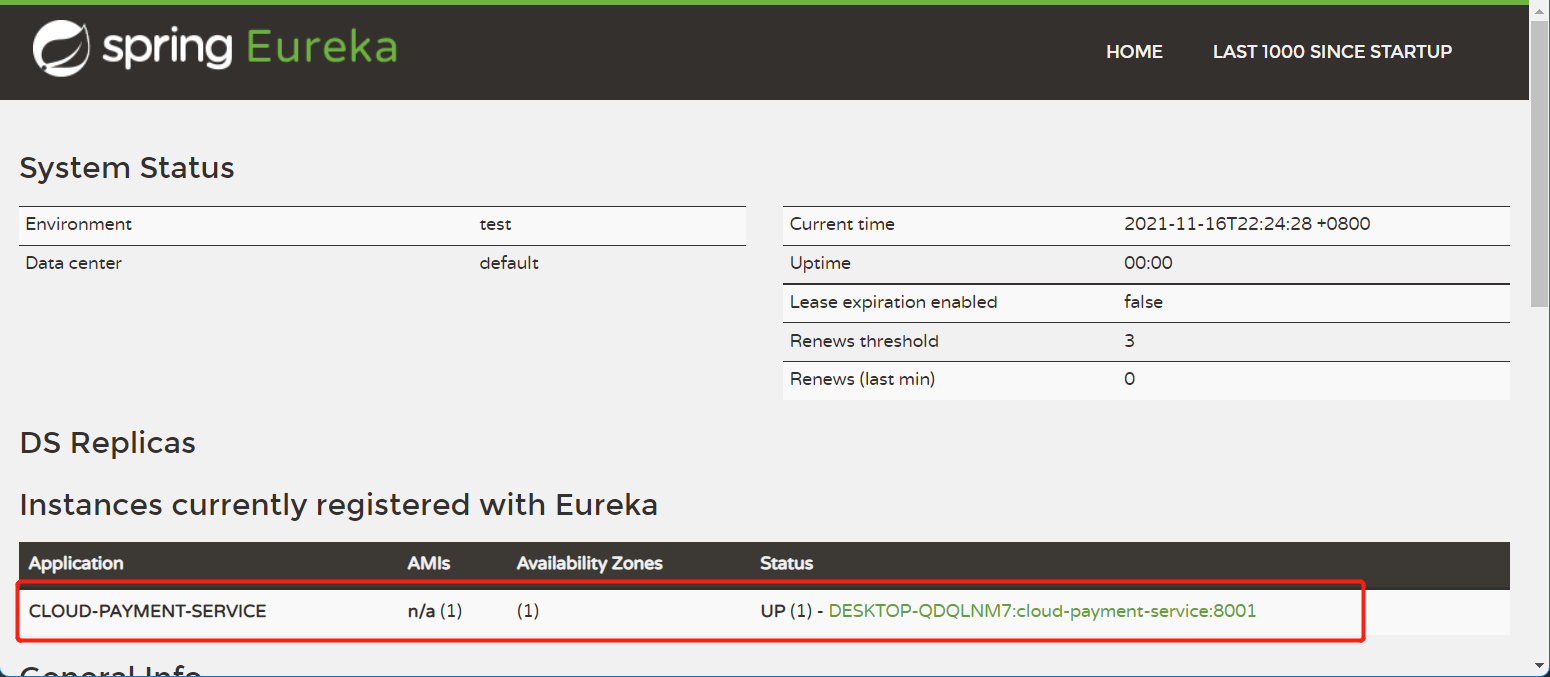 spring Eureka
HOME LAST 1000 SINCE STARTUP
System Status
Environment test
Data center default
Current time 2021-11-16T22:24:28 +0800
Uptime 00:00
Lease expiration enabled false
Renews threshold 3
Renews (last min) 0
DS Replicas
Instances currently registered with Eureka
Application AMIs Availability Zones Status
CLOUD-PAYMENT-SERVICE n/a (1) (1) UP (1) - DESKTOP-QDQLNM7:cloud-payment-service:8001
General Info